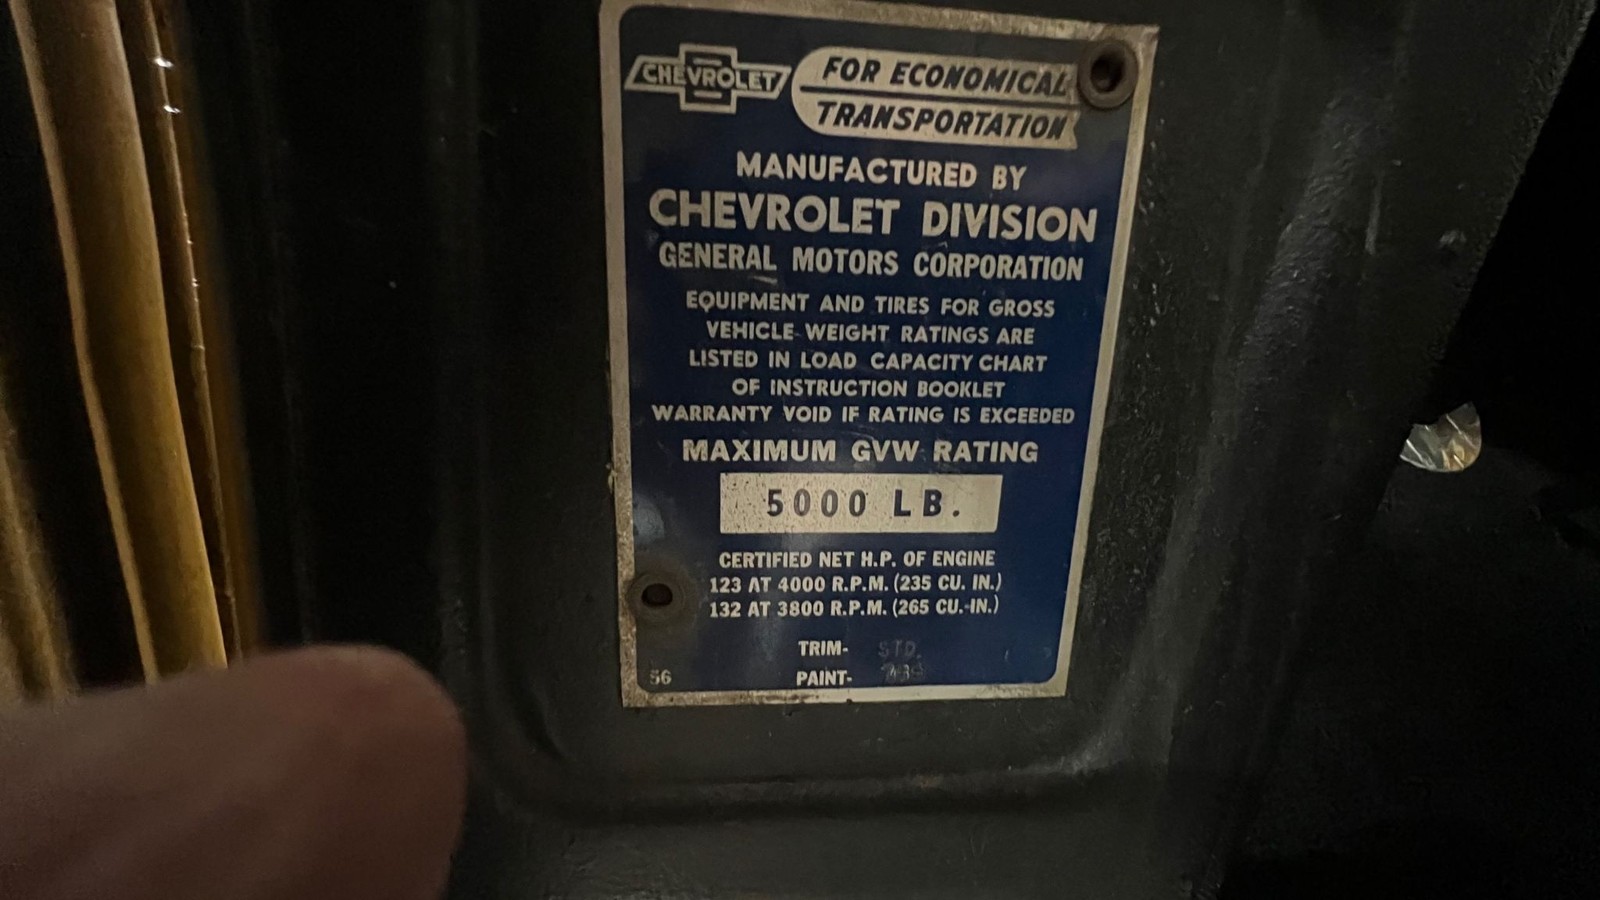 CHEVROLET
FOR ECONOMICAL
TRANSPORTATION
MANUFACTURED BY
CHEVROLET DIVISION
GENERAL MOTORS CORPORATION
EQUIPMENT AND TIRES FOR GROSS
VEHICLE WEIGHT RATINGS ARE
LISTED IN LOAD CAPACITY CHART
OF INSTRUCTION BOOKLET
WARRANTY VOID IF RATING IS EXCEEDED
MAXIMUM GVW RATING
5000 LB.
CERTIFIED NET H.P. OF ENGINE
123 AT 4000 R.P.M. (235 CU. IN.)
132 AT 3800 R.P.M. (265 CU.-IN.)
TRIM- STD.
56 PAINT-